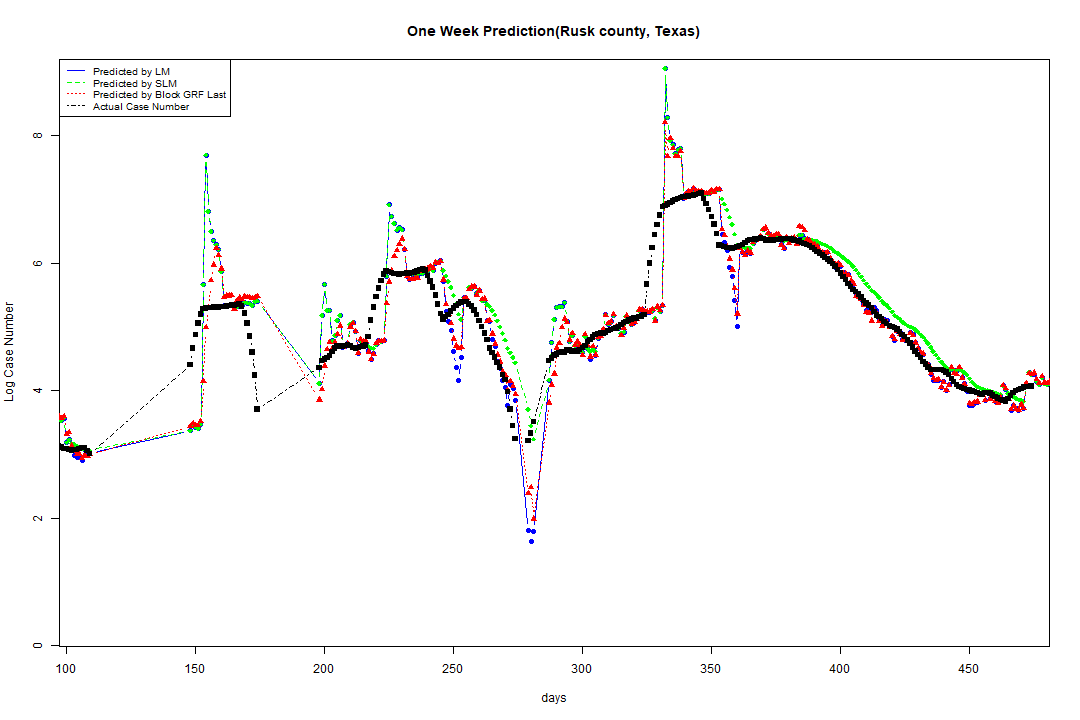 One Week Prediction(Rusk county, Texas)
Predicted by LM
Predicted by SLM
Predicted by Block GRF Last
Actual Case Number
Log Case Number
8
6
4
2
0
100 150 200 250 300 350 400 450
days